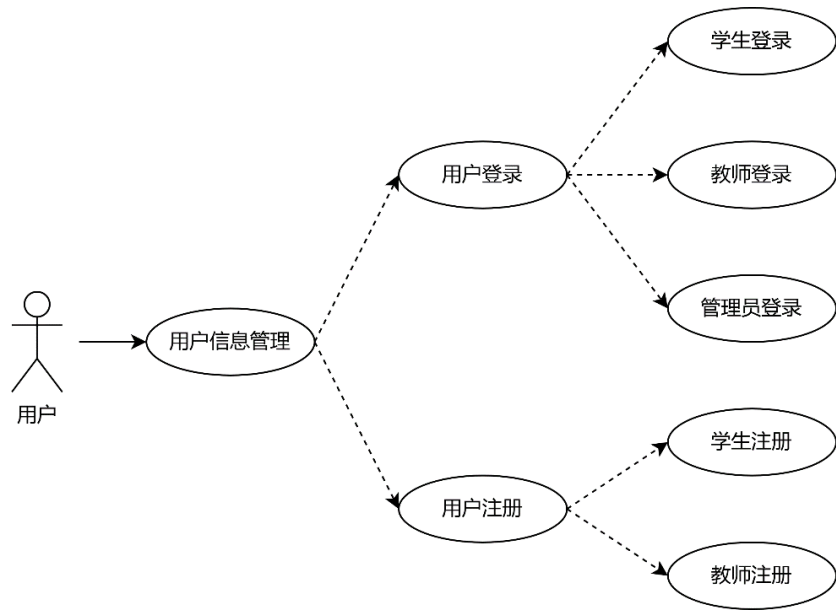 学生登录
用户登录
教师登录
管理员登录
用户信息管理
用户
学生注册
用户注册
教师注册